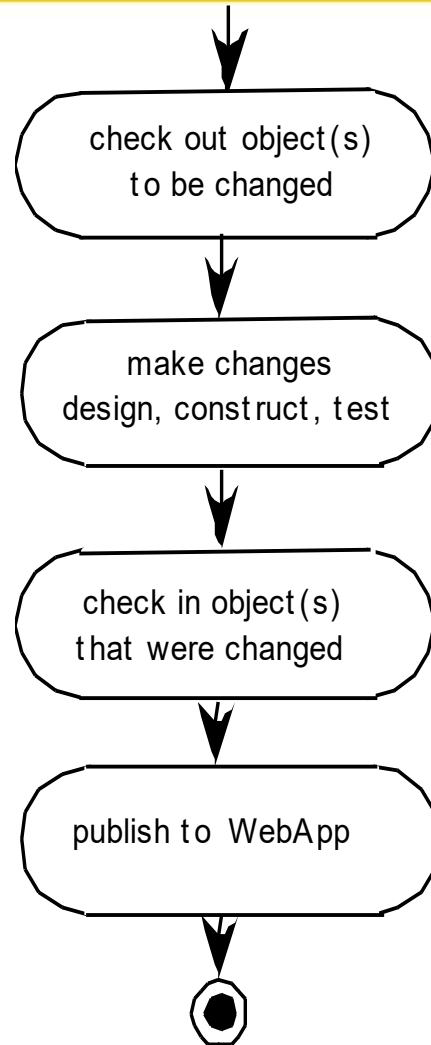 check out object(s)
to be changed
make changes
design, construct, test
check in object(s)
that were changed
publish to WebApp